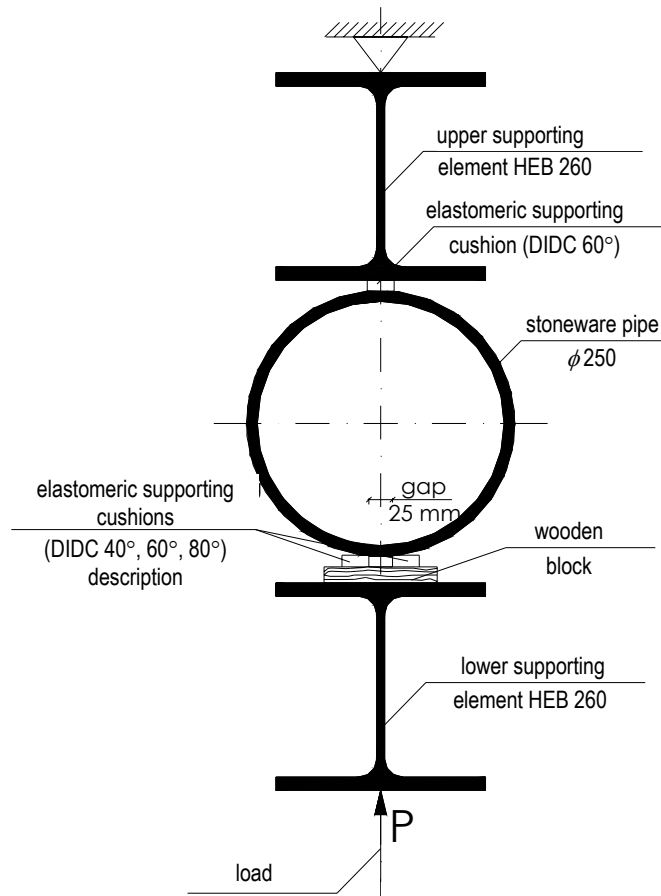 upper supporting
element HEB 260
elastomeric supporting
cushion (DIDC 60°)
stoneware pipe
ϕ250
gap
25 mm
elastomeric supporting
cushions
(DIDC 40°, 60°, 80°)
description
wooden
block
lower supporting
element HEB 260
P
load